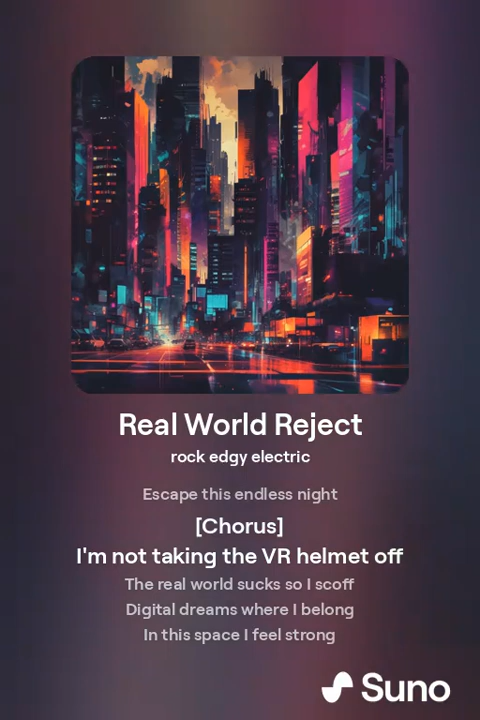 Real World Reject
rock edgy electric
Escape this endless night
[Chorus]
I'm not taking the VR helmet off
The real world sucks so I scoff
Digital dreams where I belong
In this space I feel strong
Suno